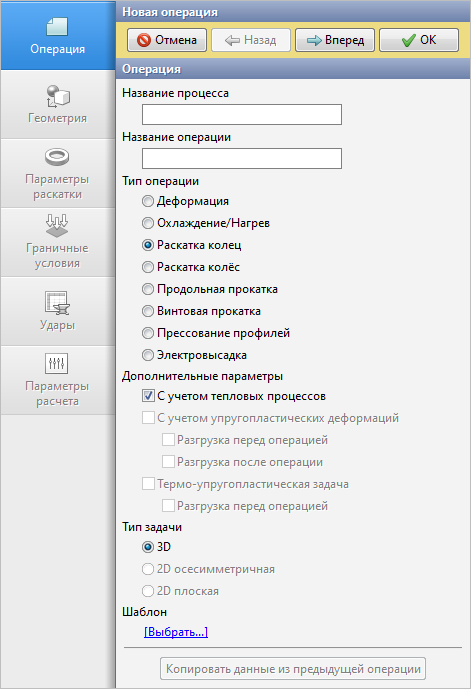 Операция
Геометрия
Параметры
раскатки
Граничные
условия
Удары
Параметры
расчета
Новая операция
Отмена
Назад
Вперед
ОК
Операция
Название процесса
Название операции
Тип операции
Деформация
Охлаждение/Нагрев
Раскатка колец
Раскатка колёс
Продольная прокатка
Винтовая прокатка
Прессование профилей
Электровысадка
Дополнительные параметры
С учетом тепловых процессов
С учетом упругопластических деформаций
Разгрузка перед операцией
Разгрузка после операции
Термо-упругопластическая задача
Разгрузка перед операцией
Тип задачи
3D
2D осесимметричная
2D плоская
Шаблон
[Выбрать...]
Копировать данные из предыдущей операции